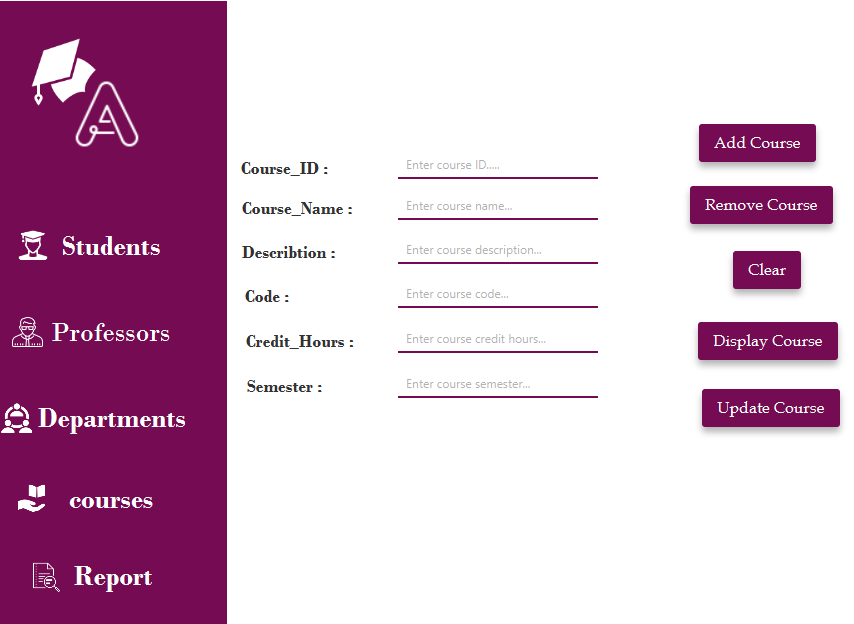 A
Students
Professors
Departments
courses
Report
Course_ID :
Enter course ID.....
Course_Name :
Enter course name...
Describtion :
Enter course description...
Code :
Enter course code...
Credit_Hours :
Enter course credit hours...
Semester :
Enter course semester...
Add Course
Remove Course
Clear
Display Course
Update Course